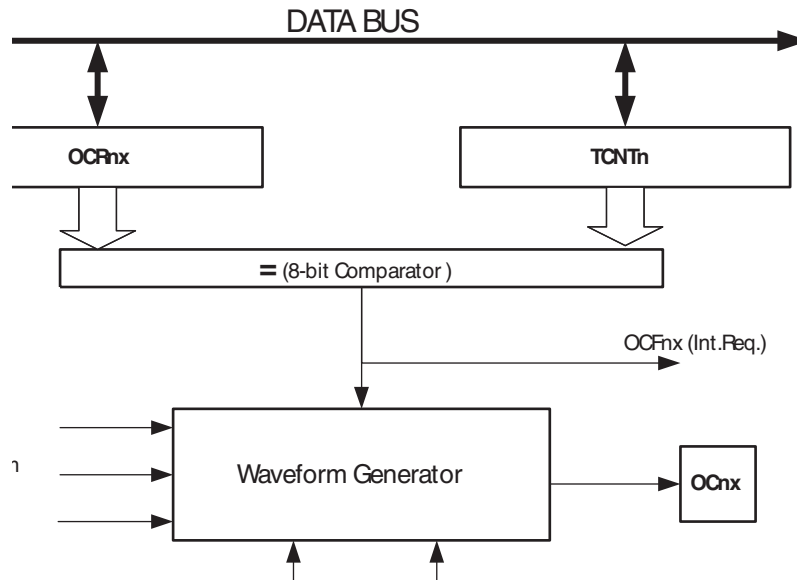 DATA BUS
OCRnx
TCNTn
= (8-bit Comparator )
OCFnx (Int.Req.)
Waveform Generator
OCnx